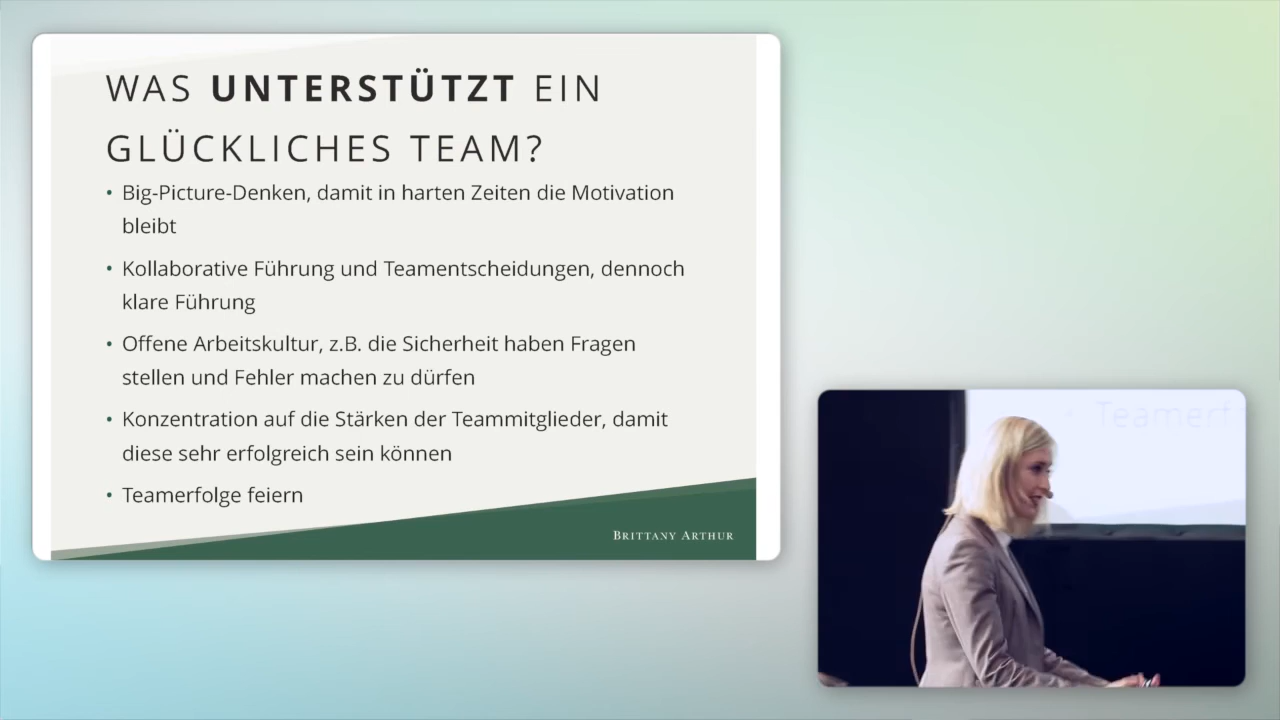 WAS UNTERSTÜTZT EIN
GLÜCKLICHES TEAM?
• Big-Picture-Denken, damit in harten Zeiten die Motivation
bleibt
• Kollaborative Führung und Teamentscheidungen, dennoch
klare Führung
• Offene Arbeitskultur, z.B. die Sicherheit haben Fragen
stellen und Fehler machen zu dürfen
• Konzentration auf die Stärken der Teammitglieder, damit
diese sehr erfolgreich sein können
• Teamerfolge feiern
BRITTANY ARTHUR